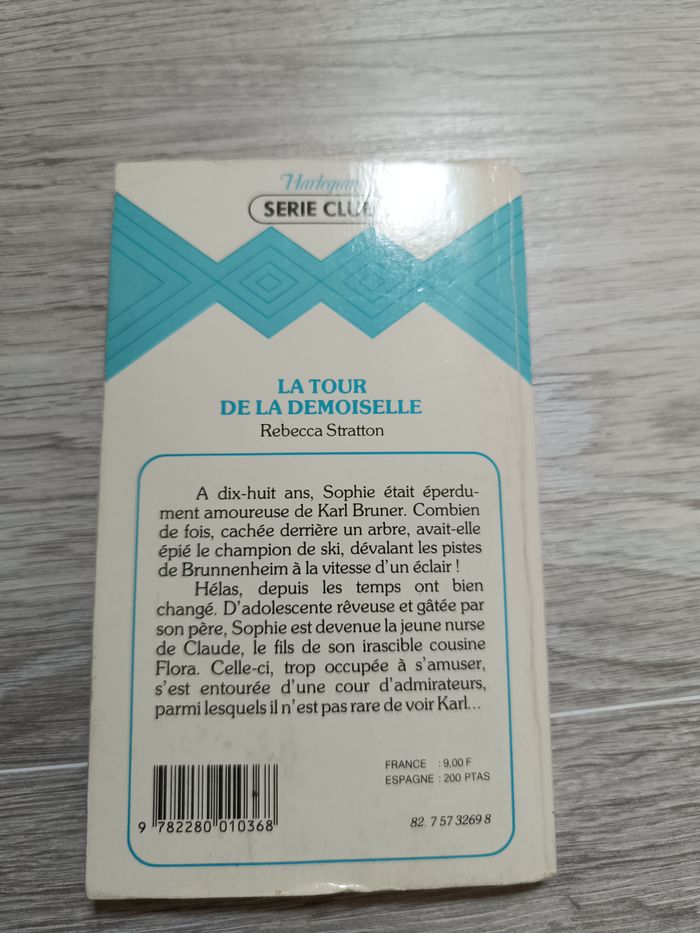 Harlequin
SERIE CLUB
LA TOUR
DE LA DEMOISELLE
Rebecca Stratton
A dix-huit ans, Sophie était éperdu-
ment amoureuse de Karl Bruner. Combien
de fois, cachée derrière un arbre, avait-elle
épié le champion de ski, dévalant les pistes
de Brunnenheim à la vitesse d'un éclair !
Hélas, depuis les temps ont bien
changé. D'adolescente rêveuse et gâtée par
son père, Sophie est devenue la jeune nurse
de Claude, le fils de son irascible cousine
Flora. Celle-ci, trop occupée à s'amuser,
s'est entourée d'une cour d'admirateurs,
parmi lesquels il n'est pas rare de voir Karl...
FRANCE : 9,00 F
ESPAGNE : 200 PTAS
9 782280 010368
82. 7 57 3269 8